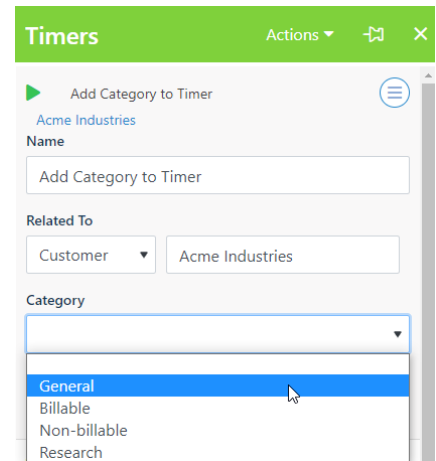 Timers Actions
Add Category to Timer
Acme Industries
Name
Add Category to Timer
Related To
Customer Acme Industries
Category
General
Billable
Non-billable
Research